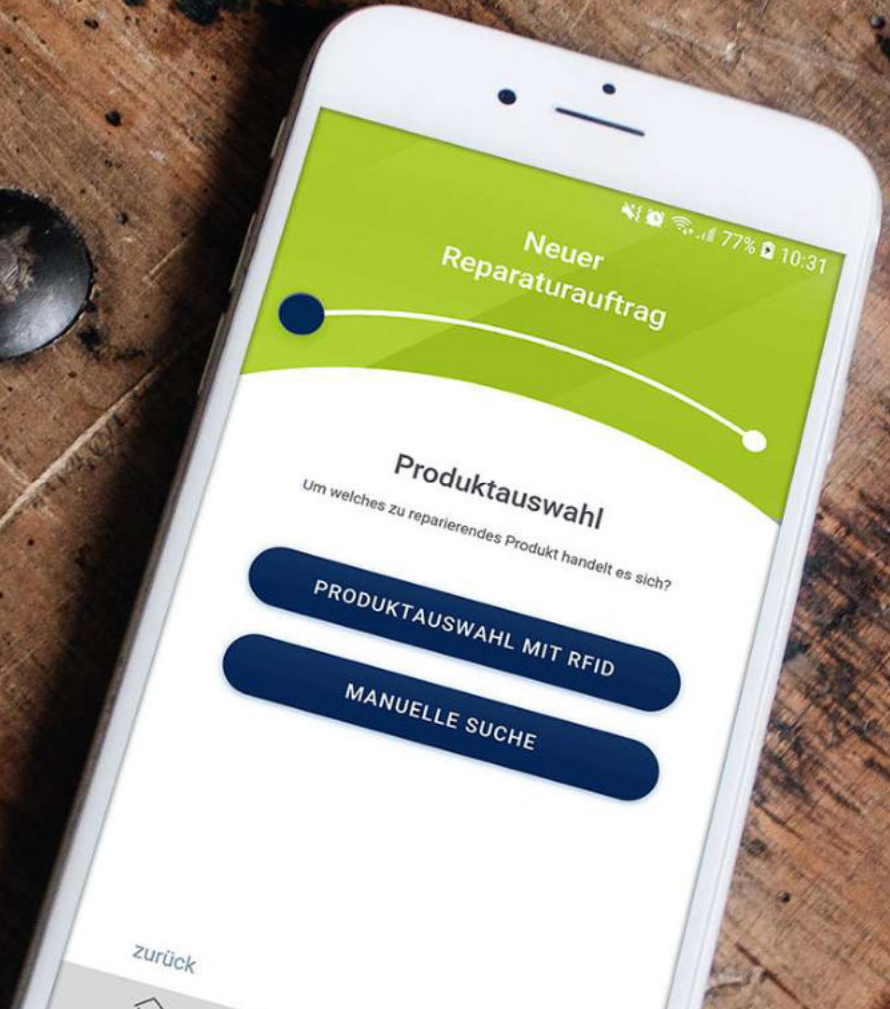 77% 10:31
Neuer
Reparaturauftrag
Produktauswahl
Um welches zu reparierendes Produkt handelt es sich?
PRODUKTAUSWAHL MIT RFID
MANUELLE SUCHE
zurück